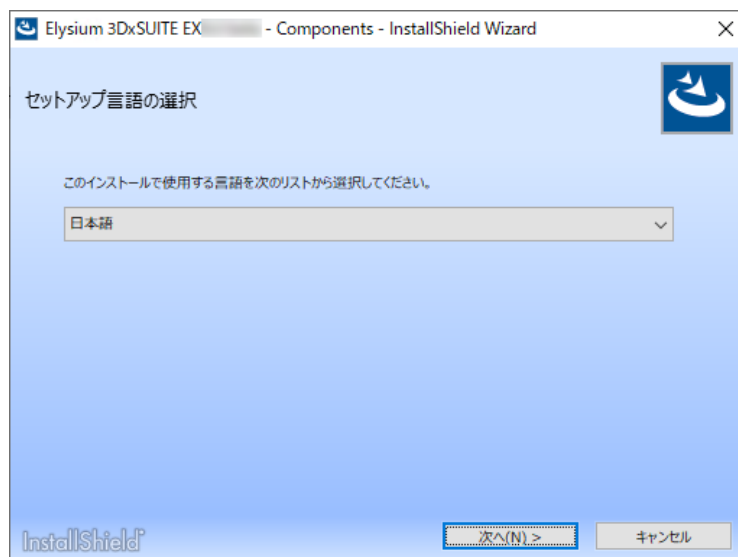 Elysium 3DxSUITE EX - Components - InstallShield Wizard
セットアップ言語の選択
このインストールで使用する言語を次のリストから選択してください。
日本語
InstallShield
次へ(N) >
キャンセル